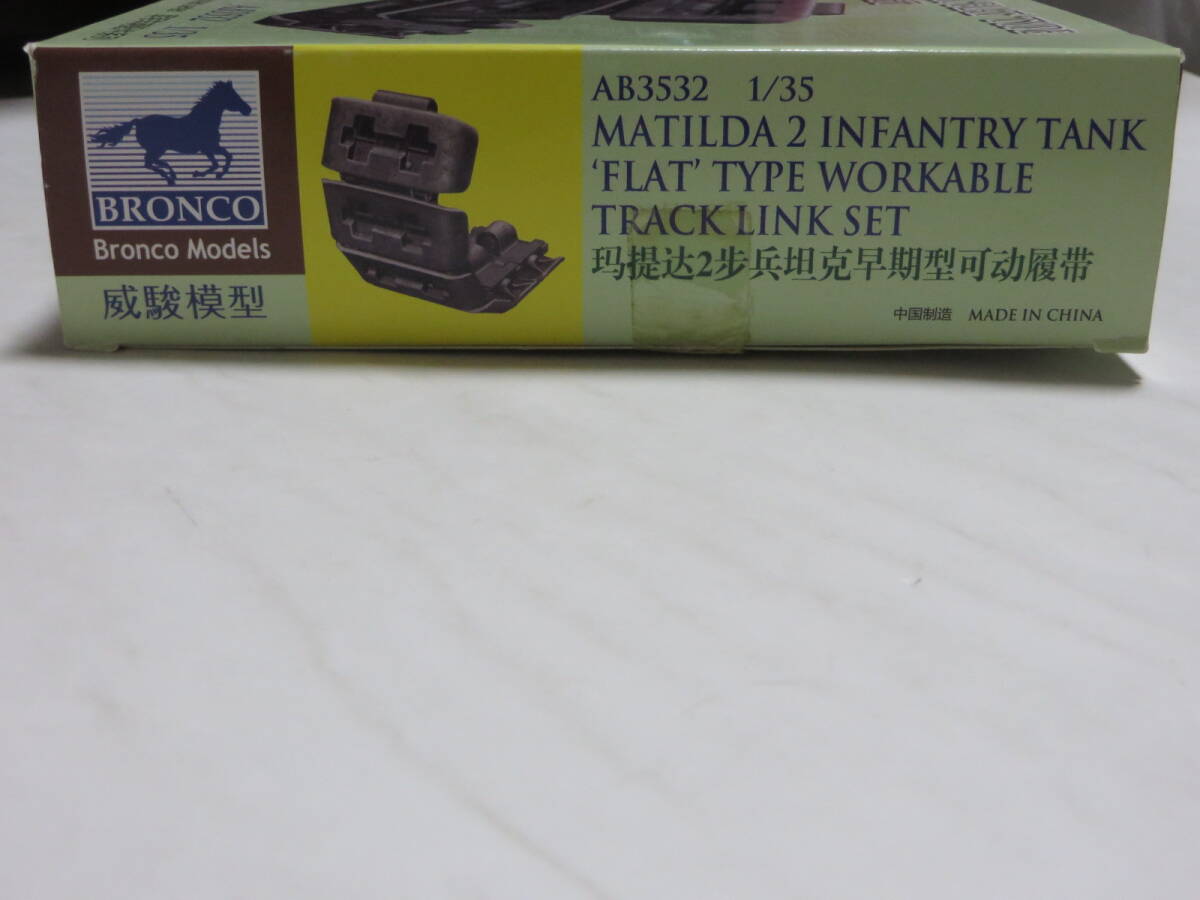 BRONCO
Bronco Models
威駿模型
AB3532 1/35
MATILDA 2 INFANTRY TANK
‘FLAT’ TYPE WORKABLE
TRACK LINK SET
玛提达2步兵坦克早期型可动履带
中国制造 MADE IN CHINA